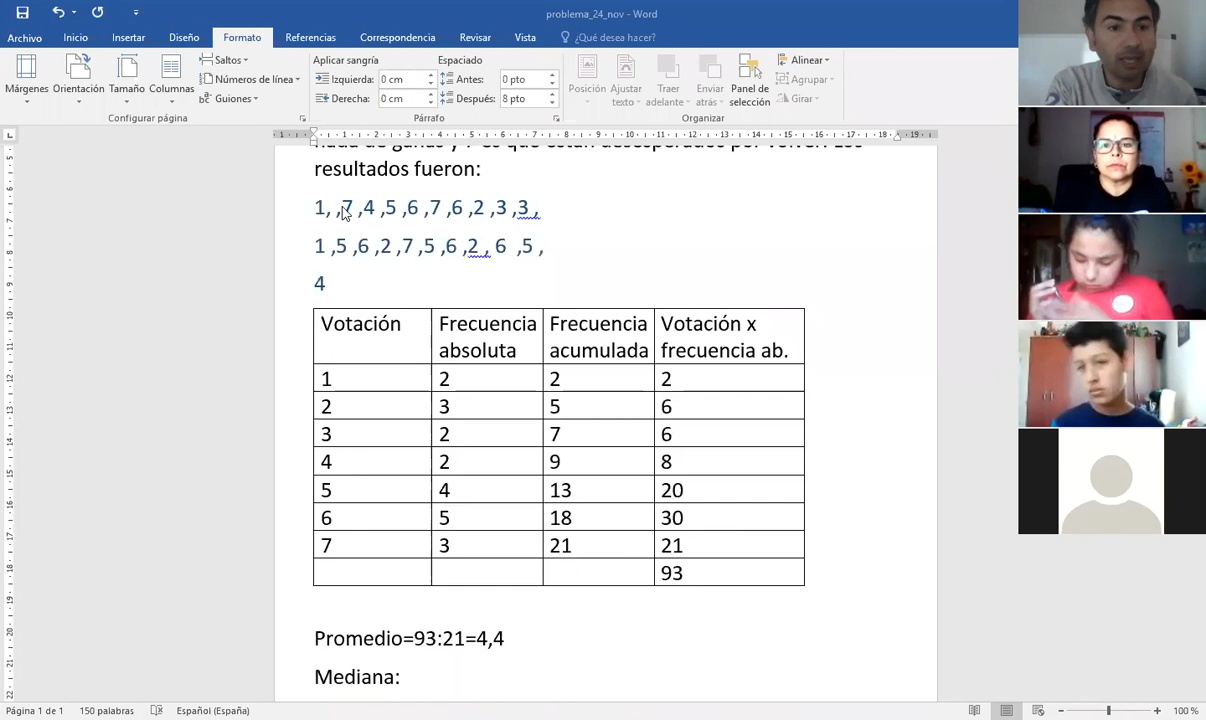 problema_24_nov - Word
Archivo Inicio Insertar Diseño Formato Referencias Correspondencia Revisar Vista ¿Qué desea hacer?
Márgenes Orientación Tamaño Columnas
Saltos
Números de línea
Guiones
Configurar página
Aplicar sangría Espaciado
Izquierda: 0 cm Antes: 0 pto
Derecha: 0 cm Después: 8 pto
Párrafo
Posición Ajustar texto Traer adelante Enviar atrás Panel de selección
Alinear
Agrupar
Girar
Organizar
resultados fueron:
1, ,7 ,4 ,5 ,6 ,7 ,6 ,2 ,3 ,3 ,
1 ,5 ,6 ,2 ,7 ,5 ,6 ,2 , 6 ,5 ,
4
Votación Frecuencia absoluta Frecuencia acumulada Votación x frecuencia ab.
1 2 2 2
2 3 5 6
3 2 7 6
4 2 9 8
5 4 13 20
6 5 18 30
7 3 21 21
93
Promedio=93:21=4,4
Mediana:
Página 1 de 1 150 palabras Español (España) 100 %